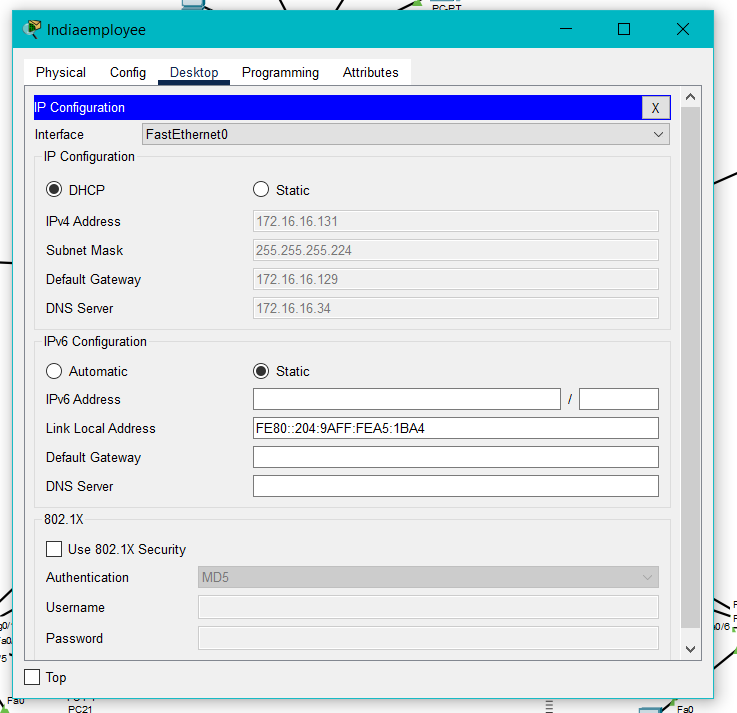 PC-PT
Indiaemployee
Physical Config Desktop Programming Attributes
IP Configuration X
Interface FastEthernet0
IP Configuration
DHCP Static
IPv4 Address 172.16.16.131
Subnet Mask 255.255.255.224
Default Gateway 172.16.16.129
DNS Server 172.16.16.34
IPv6 Configuration
Automatic Static
IPv6 Address /
Link Local Address FE80::204:9AFF:FEA5:1BA4
Default Gateway
DNS Server
802.1X
Use 802.1X Security
Authentication MD5
Username
Password
Top
Fa0
PC21
Fa0